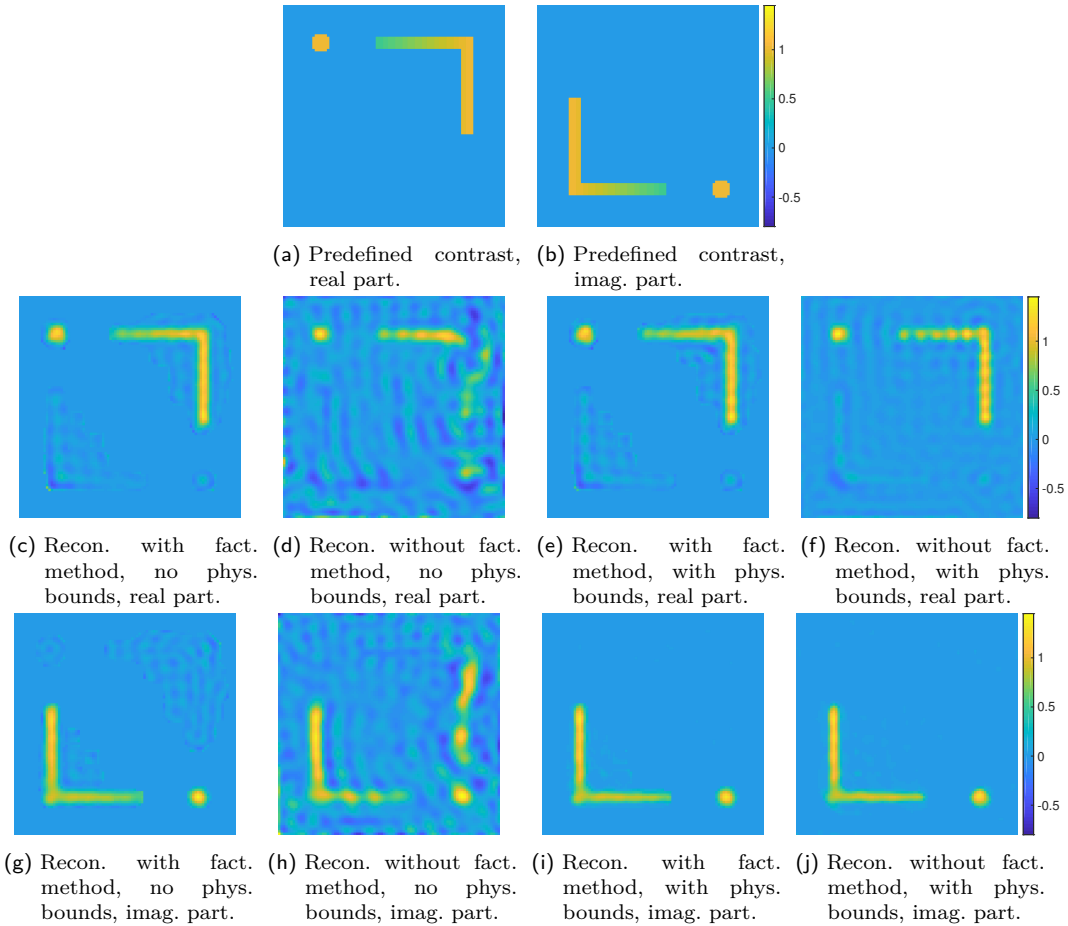 1
0.5
0
-0.5
(a) Predefined contrast,
real part.
(b) Predefined contrast,
imag. part.
1
0.5
0
-0.5
(c) Recon. with fact.
method, no phys.
bounds, real part.
(d) Recon. without fact.
method, no phys.
bounds, real part.
(e) Recon. with fact.
method, with phys.
bounds, real part.
(f) Recon. without fact.
method, with phys.
bounds, real part.
1
0.5
0
-0.5
(g) Recon. with fact.
method, no phys.
bounds, imag. part.
(h) Recon. without fact.
method, no phys.
bounds, imag. part.
(i) Recon. with fact.
method, with phys.
bounds, imag. part.
(j) Recon. without fact.
method, with phys.
bounds, imag. part.